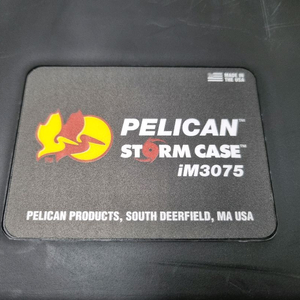 MADE IN
THE USA
PELICAN™
STORM CASE™
iM3075
PELICAN PRODUCTS, SOUTH DEERFIELD, MA USA